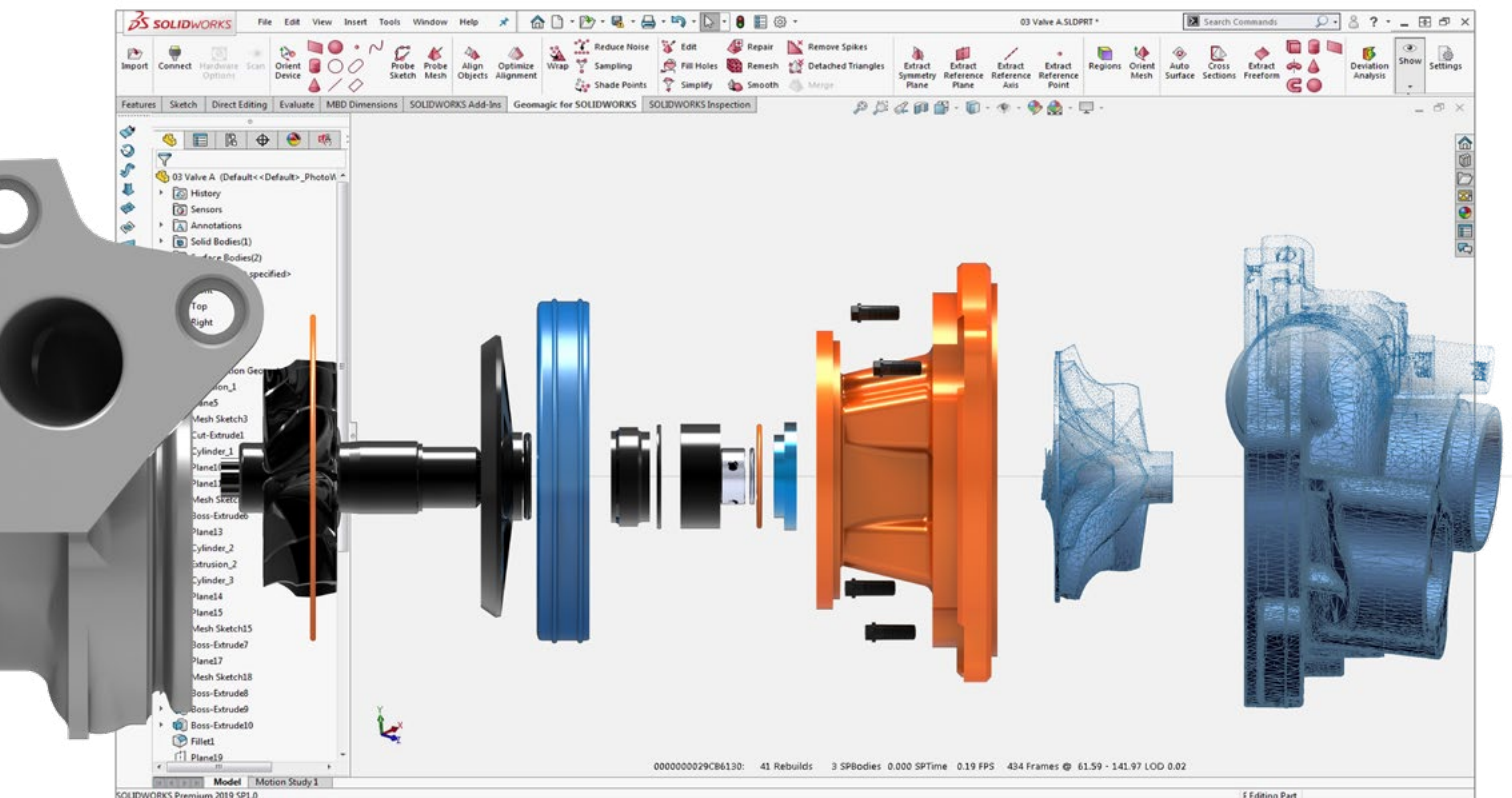 SOLIDWORKS File Edit View Insert Tools Window Help 03 Valve A.SLDPRT * Search Commands ?
Import Connect Hardware Options Scan Orient Device Probe Sketch Probe Mesh Align Objects Optimize Alignment Wrap Reduce Noise Edit Repair Remove Spikes
Sampling Fill Holes Remesh Detached Triangles
Shade Points Simplify Smooth Merge
Extract Symmetry Plane Extract Reference Plane Extract Reference Axis Extract Reference Point Regions Orient Mesh Auto Surface Cross Sections Extract Freeform Deviation Analysis Show Settings
Features Sketch Direct Editing Evaluate MBD Dimensions SOLIDWORKS Add-Ins Geomagic for SOLIDWORKS SOLIDWORKS Inspection
03 Valve A (Default<<Default>_PhotoW
History
Sensors
Annotations
Solid Bodies(1)
Bodies(2)
specified>
Top
Right
Mesh Sketch3
Cut-Extrude1
Cylinder_1
Mesh
Boss-Extrude6
Plane13
Cylinder_2
Extrusion_2
Cylinder_3
Plane14
Plane15
Mesh Sketch15
Boss-Extrude7
Plane17
Mesh Sketch18
Boss-Extrude8
Boss-Extrude9
Boss-Extrude10
Fillet1
Plane19
Y
X
Z
0000000029CB6130: 41 Rebuilds 3 SPBodies 0.000 SPTime 0.19 FPS 434 Frames @ 61.59 - 141.97 LOD 0.02
Model Motion Study 1
SOLIDWORKS Premium 2019 SP1.0 Editing Part